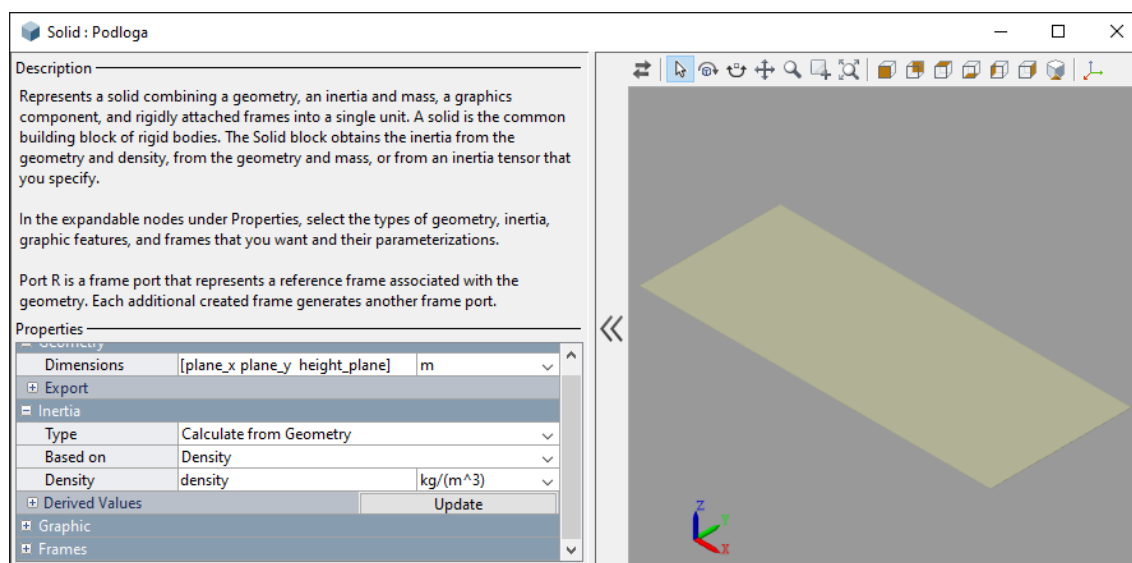 Solid : Podloga
Description
Represents a solid combining a geometry, an inertia and mass, a graphics
component, and rigidly attached frames into a single unit. A solid is the common
building block of rigid bodies. The Solid block obtains the inertia from the
geometry and density, from the geometry and mass, or from an inertia tensor that
you specify.
In the expandable nodes under Properties, select the types of geometry, inertia,
graphic features, and frames that you want and their parameterizations.
Port R is a frame port that represents a reference frame associated with the
geometry. Each additional created frame generates another frame port.
Properties
Geometry
Dimensions [plane_x plane_y height_plane] m
Export
Inertia
Type Calculate from Geometry
Based on Density
Density density kg/(m^3)
Derived Values Update
Graphic
Frames
Z
Y
X